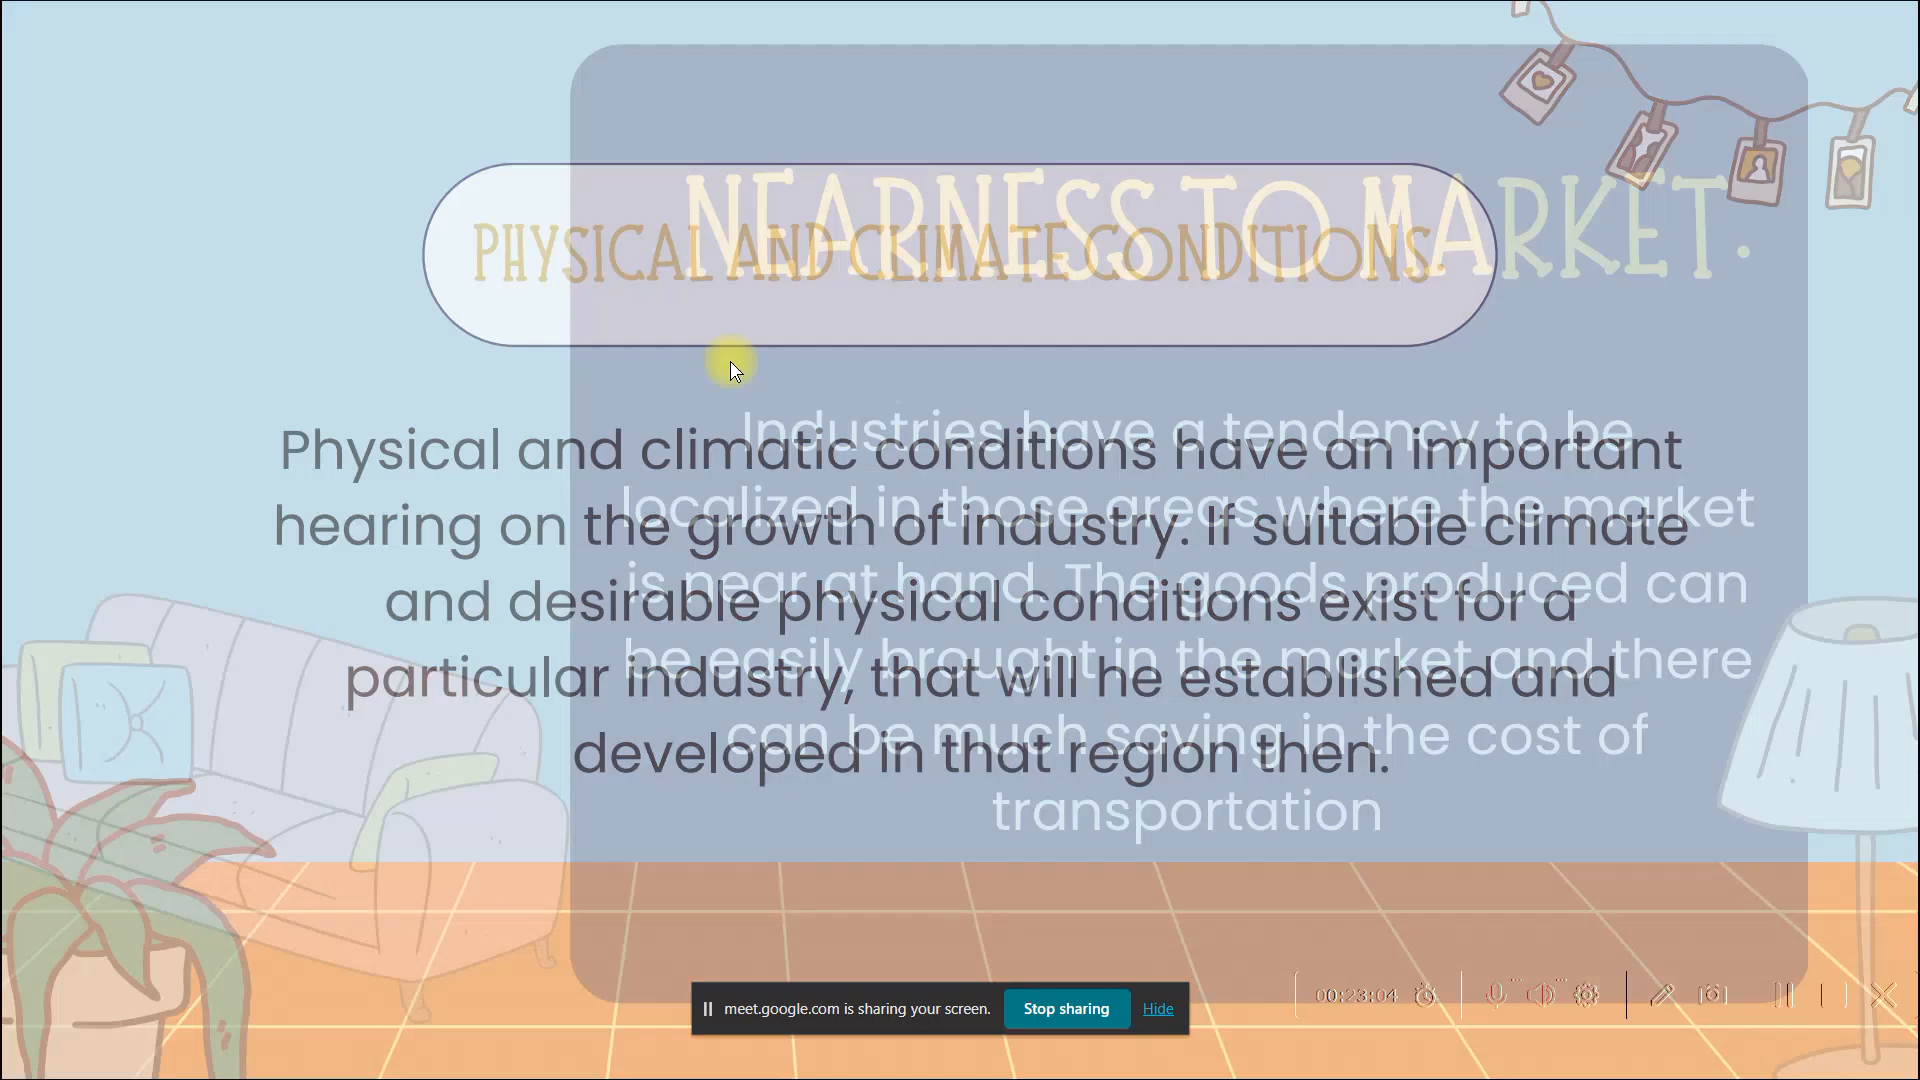 NEARNESS TO MARKET.
PHYSICAL AND CLIMATE CONDITIONS.
Industries have a tendency to be
localized in those areas where the market
is near at hand. The goods produced can
be easily brought in the market and there
can be much saving in the cost of
transportation
Physical and climatic conditions have an important
hearing on the growth of industry. If suitable climate
and desirable physical conditions exist for a
particular industry, that will he established and
developed in that region then.
meet.google.com is sharing your screen. Stop sharing Hide
00:23:04